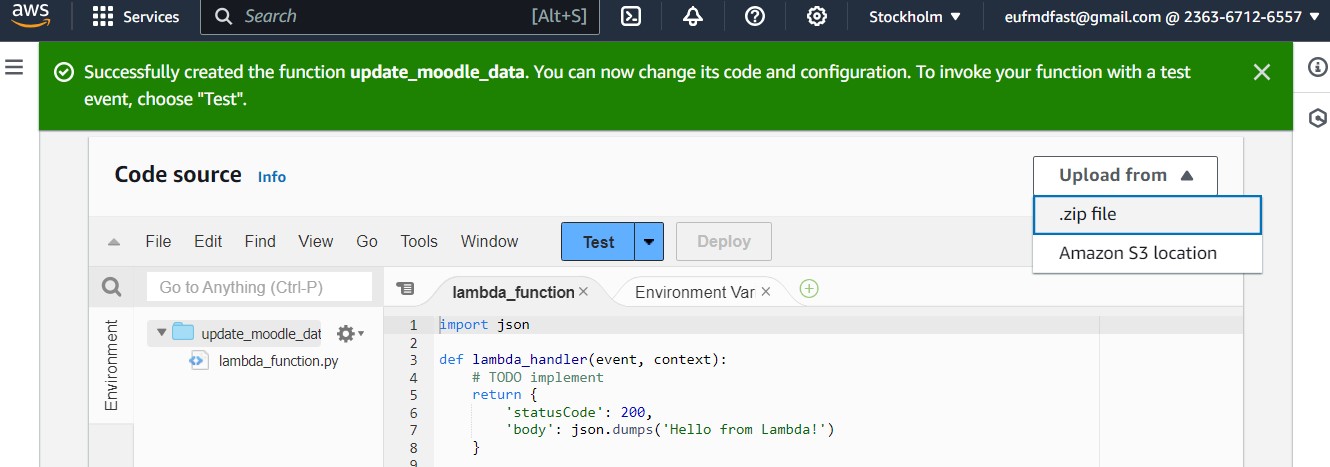 aws
Services
Search [Alt+S]
Stockholm ▼
eufmdfast@gmail.com @ 2363-6712-6557 ▼
Successfully created the function update_moodle_data. You can now change its code and configuration. To invoke your function with a test
event, choose "Test".
Code source Info
Upload from ▲
.zip file
Amazon S3 location
File Edit Find View Go Tools Window Test Deploy
Go to Anything (Ctrl-P)
lambda_function × Environment Var ×
Environment
update_moodle_dat
lambda_function.py
1 import json
2
3 def lambda_handler(event, context):
4 # TODO implement
5 return {
6 'statusCode': 200,
7 'body': json.dumps('Hello from Lambda!')
8 }
9